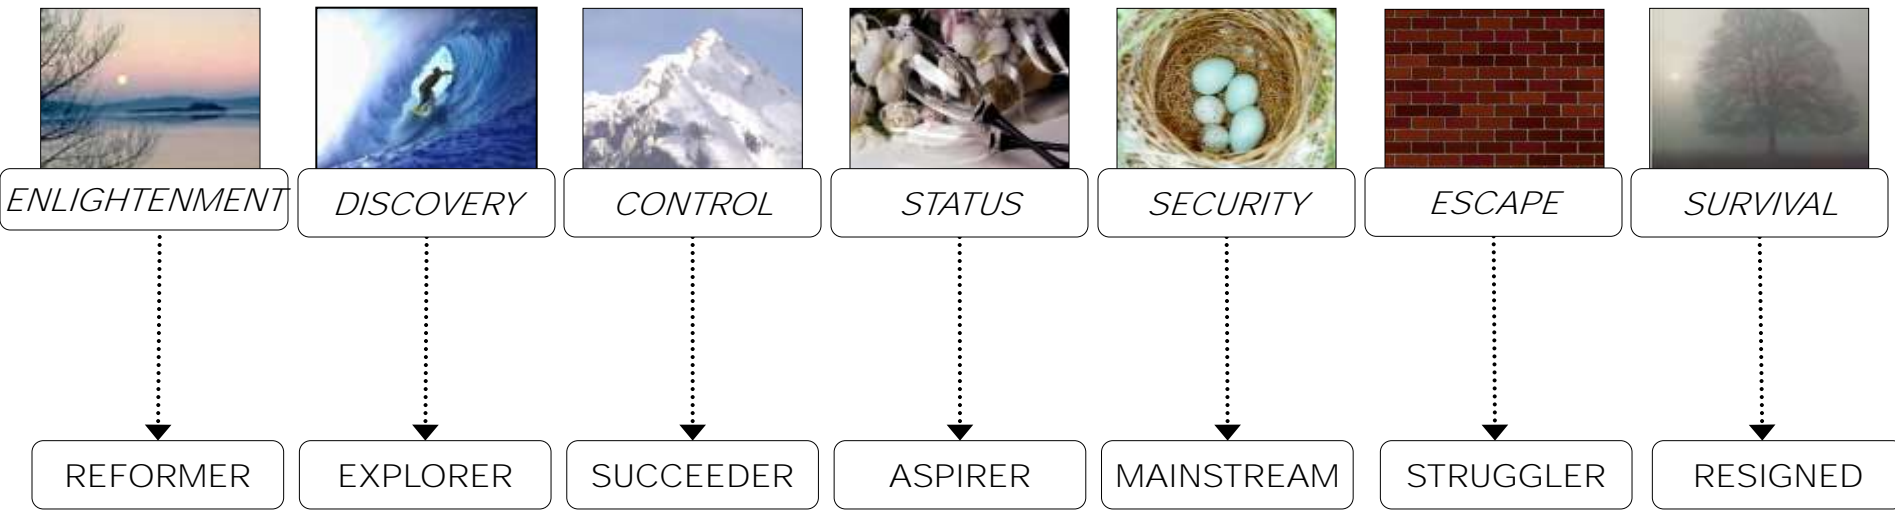 ENLIGHTENMENT
DISCOVERY
CONTROL
STATUS
SECURITY
ESCAPE
SURVIVAL
REFORMER
EXPLORER
SUCCEEDER
ASPIRER
MAINSTREAM
STRUGGLER
RESIGNED